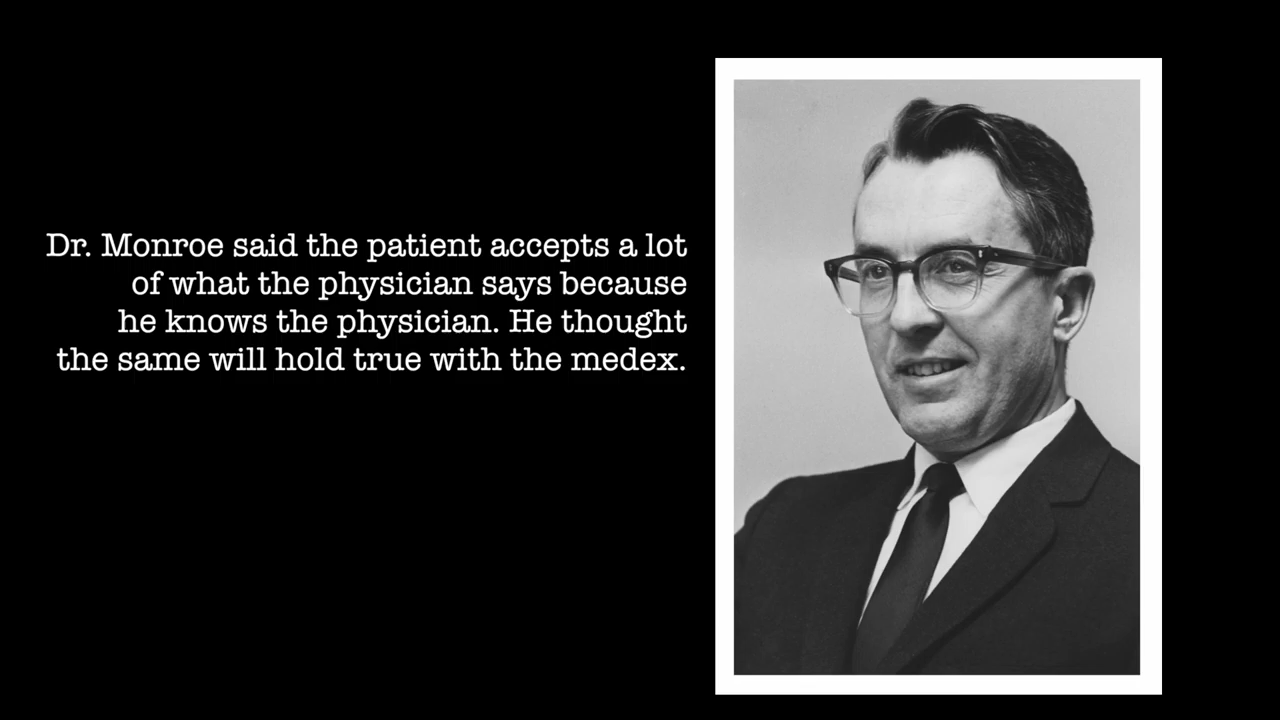 Dr. Monroe said the patient accepts a lot
of what the physician says because
he knows the physician. He thought
the same will hold true with the medex.